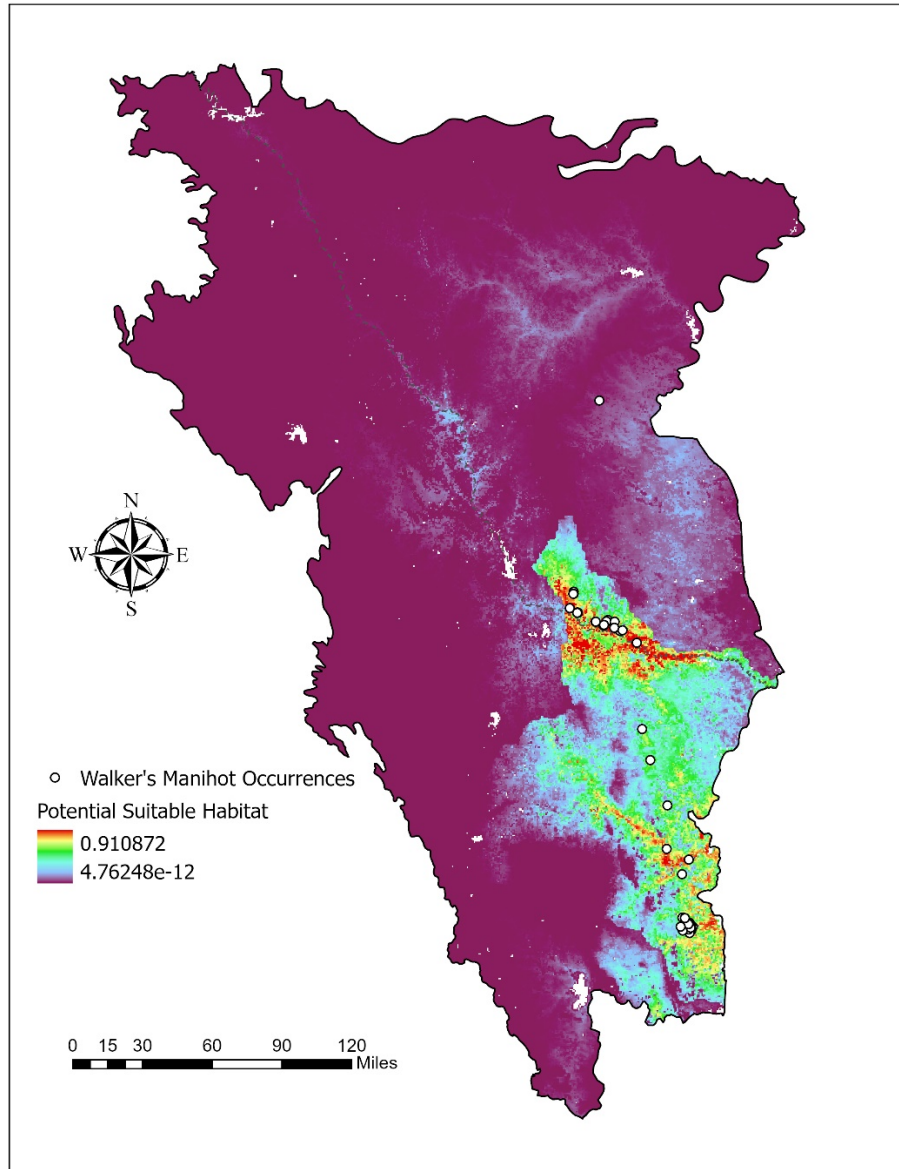 N
W E
S
Walker's Manihot Occurrences
Potential Suitable Habitat
0.910872
4.76248e-12
0 15 30 60 90 120
Miles